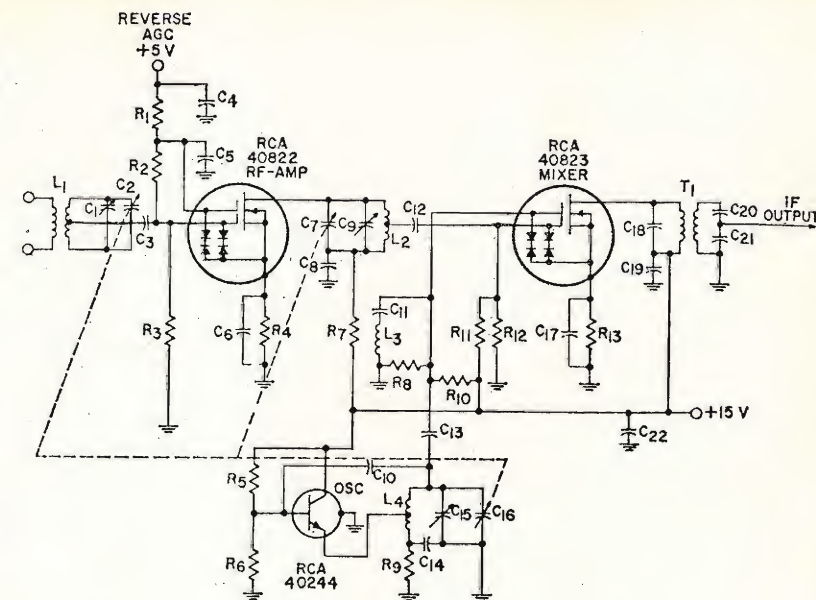 REVERSE
AGC
+5 V
C4
R1
C5
R2
RCA
40822
RF-AMP
RCA
40823
MIXER
L1
C2
C1
C3
C7
C9
C12
L2
C8
T1
C18
C20
IF
OUTPUT
C21
C19
R3
C6
R4
R7
C11
L3
R8
R11
R12
C17
R13
R10
+15 V
C13
C22
R5
C10
OSC
L4
C15
C16
R6
RCA
40244
R9
C14